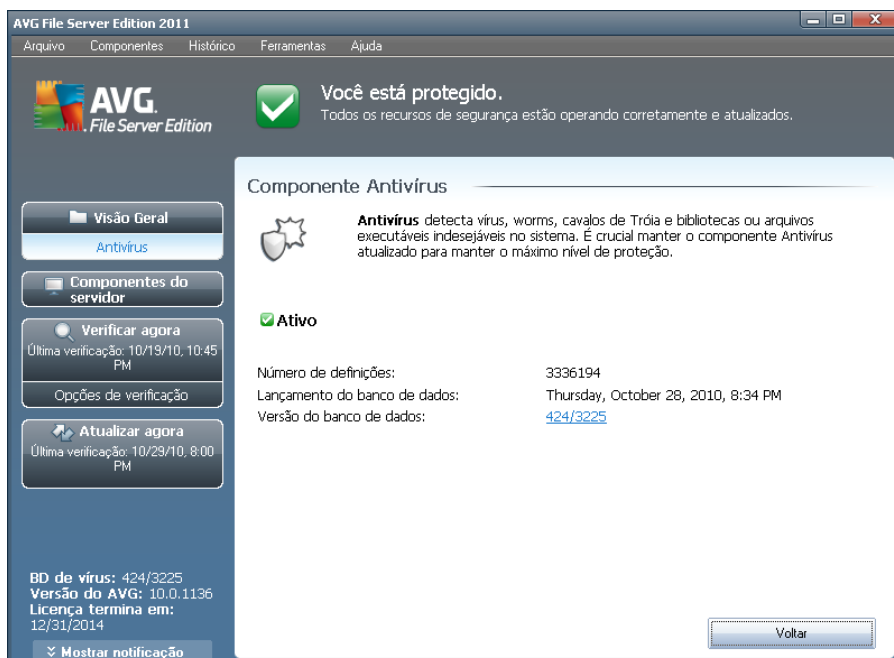 AVG File Server Edition 2011
Arquivo Componentes Histórico Ferramentas Ajuda
AVG.
File Server Edition
Você está protegido.
Todos os recursos de segurança estão operando corretamente e atualizados.
Visão Geral
Antivírus
Componentes do
servidor
Verificar agora
Última verificação: 10/19/10, 10:45
PM
Opções de verificação
Atualizar agora
Última verificação: 10/29/10, 8:00
PM
BD de vírus: 424/3225
Versão do AVG: 10.0.1136
Licença termina em:
12/31/2014
Mostrar notificação
Componente Antivírus
Antivírus detecta vírus, worms, cavalos de Tróia e bibliotecas ou arquivos
executáveis indesejáveis no sistema. É crucial manter o componente Antivírus
atualizado para manter o máximo nível de proteção.
Ativo
Número de definições: 3336194
Lançamento do banco de dados: Thursday, October 28, 2010, 8:34 PM
Versão do banco de dados: 424/3225
Voltar